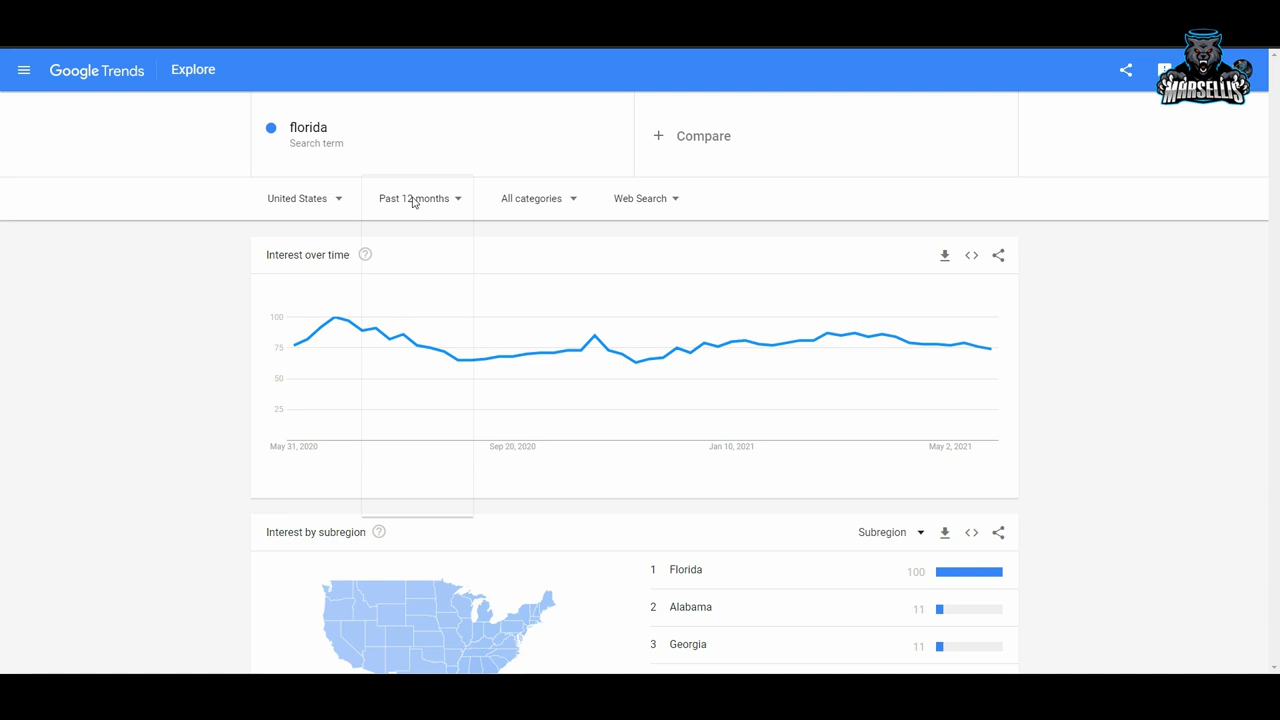 Google Trends
Explore
MARSELLIS
florida
Search term
+ Compare
United States
Past 12 months
All categories
Web Search
Interest over time
100
75
50
25
May 31, 2020
Sep 20, 2020
Jan 10, 2021
May 2, 2021
Interest by subregion
Subregion
1 Florida 100
2 Alabama 11
3 Georgia 11